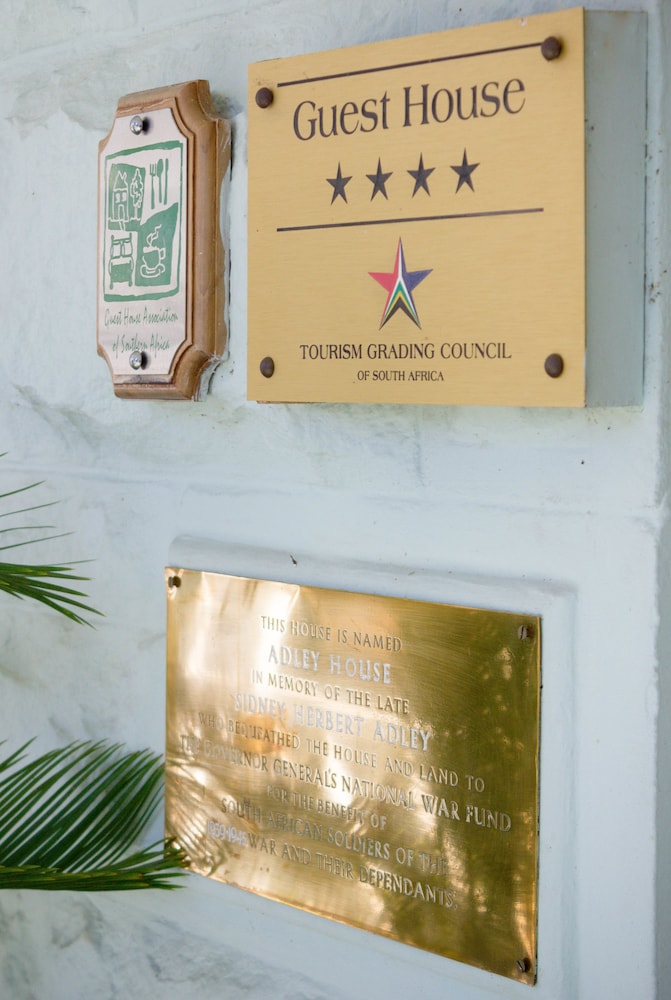 Guest House
TOURISM GRADING COUNCIL
OF SOUTH AFRICA
Guest House Association
of Southern Africa
THIS HOUSE IS NAMED
ADLEY HOUSE
IN MEMORY OF THE LATE
SIDNEY HERBERT ADLEY
WHO BEQUEATHED THE HOUSE AND LAND TO
THE GOVERNOR GENERAL'S NATIONAL WAR FUND
FOR THE BENEFIT OF
SOUTH AFRICAN SOLDIERS OF THE
WAR AND THEIR DEPENDANTS.